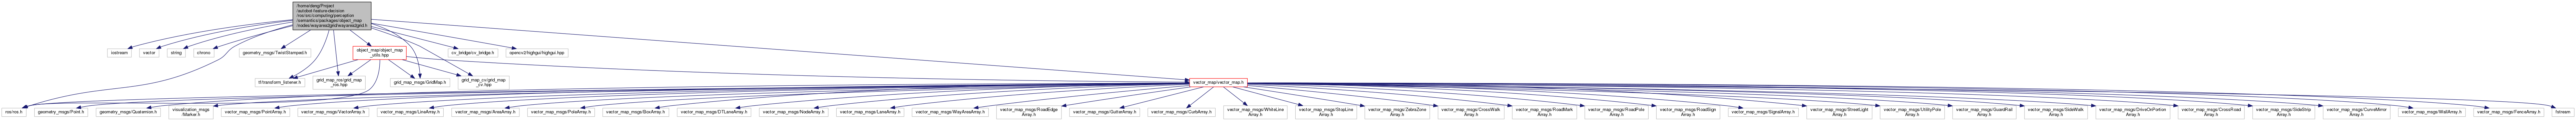 /home/deng/Project
/autobot-feature-decision
/ros/src/computing/perception
/semantics/packages/object_map
/nodes/wayarea2grid/wayarea2grid.h
iostream
vector
string
chrono
geometry_msgs/TwistStamped.h
object_map/object_map
_utils.hpp
cv_bridge/cv_bridge.h
opencv2/highgui/highgui.hpp
tf/transform_listener.h
grid_map_ros/grid_map
_ros.hpp
grid_map_msgs/GridMap.h
grid_map_cv/grid_map
_cv.hpp
vector_map/vector_map.h
ros/ros.h
geometry_msgs/Point.h
geometry_msgs/Quaternion.h
visualization_msgs
/Marker.h
vector_map_msgs/PointArray.h
vector_map_msgs/VectorArray.h
vector_map_msgs/LineArray.h
vector_map_msgs/AreaArray.h
vector_map_msgs/PoleArray.h
vector_map_msgs/BoxArray.h
vector_map_msgs/DTLaneArray.h
vector_map_msgs/NodeArray.h
vector_map_msgs/LaneArray.h
vector_map_msgs/WayAreaArray.h
vector_map_msgs/RoadEdge
Array.h
vector_map_msgs/GutterArray.h
vector_map_msgs/CurbArray.h
vector_map_msgs/WhiteLine
Array.h
vector_map_msgs/StopLine
Array.h
vector_map_msgs/ZebraZone
Array.h
vector_map_msgs/CrossWalk
Array.h
vector_map_msgs/RoadMark
Array.h
vector_map_msgs/RoadPole
Array.h
vector_map_msgs/RoadSign
Array.h
vector_map_msgs/SignalArray.h
vector_map_msgs/StreetLight
Array.h
vector_map_msgs/UtilityPole
Array.h
vector_map_msgs/GuardRail
Array.h
vector_map_msgs/SideWalk
Array.h
vector_map_msgs/DriveOnPortion
Array.h
vector_map_msgs/CrossRoad
Array.h
vector_map_msgs/SideStrip
Array.h
vector_map_msgs/CurveMirror
Array.h
vector_map_msgs/WallArray.h
vector_map_msgs/FenceArray.h
fstream